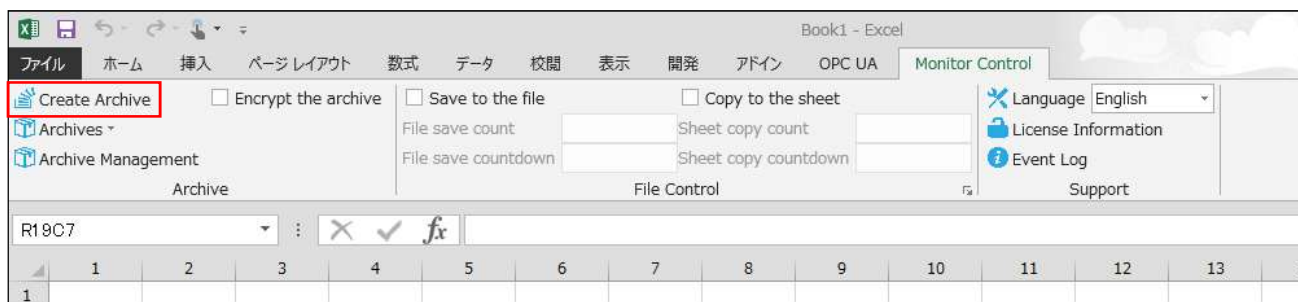 Book1 - Excel
ファイル ホーム 挿入 ページ レイアウト 数式 データ 校閲 表示 開発 アドイン OPC UA Monitor Control
Create Archive Encrypt the archive Save to the file Copy to the sheet Language English
Archives File save count Sheet copy count License Information
Archive Management File save countdown Sheet copy countdown Event Log
Archive File Control Support
R19C7 fx
1 2 3 4 5 6 7 8 9 10 11 12 13
1